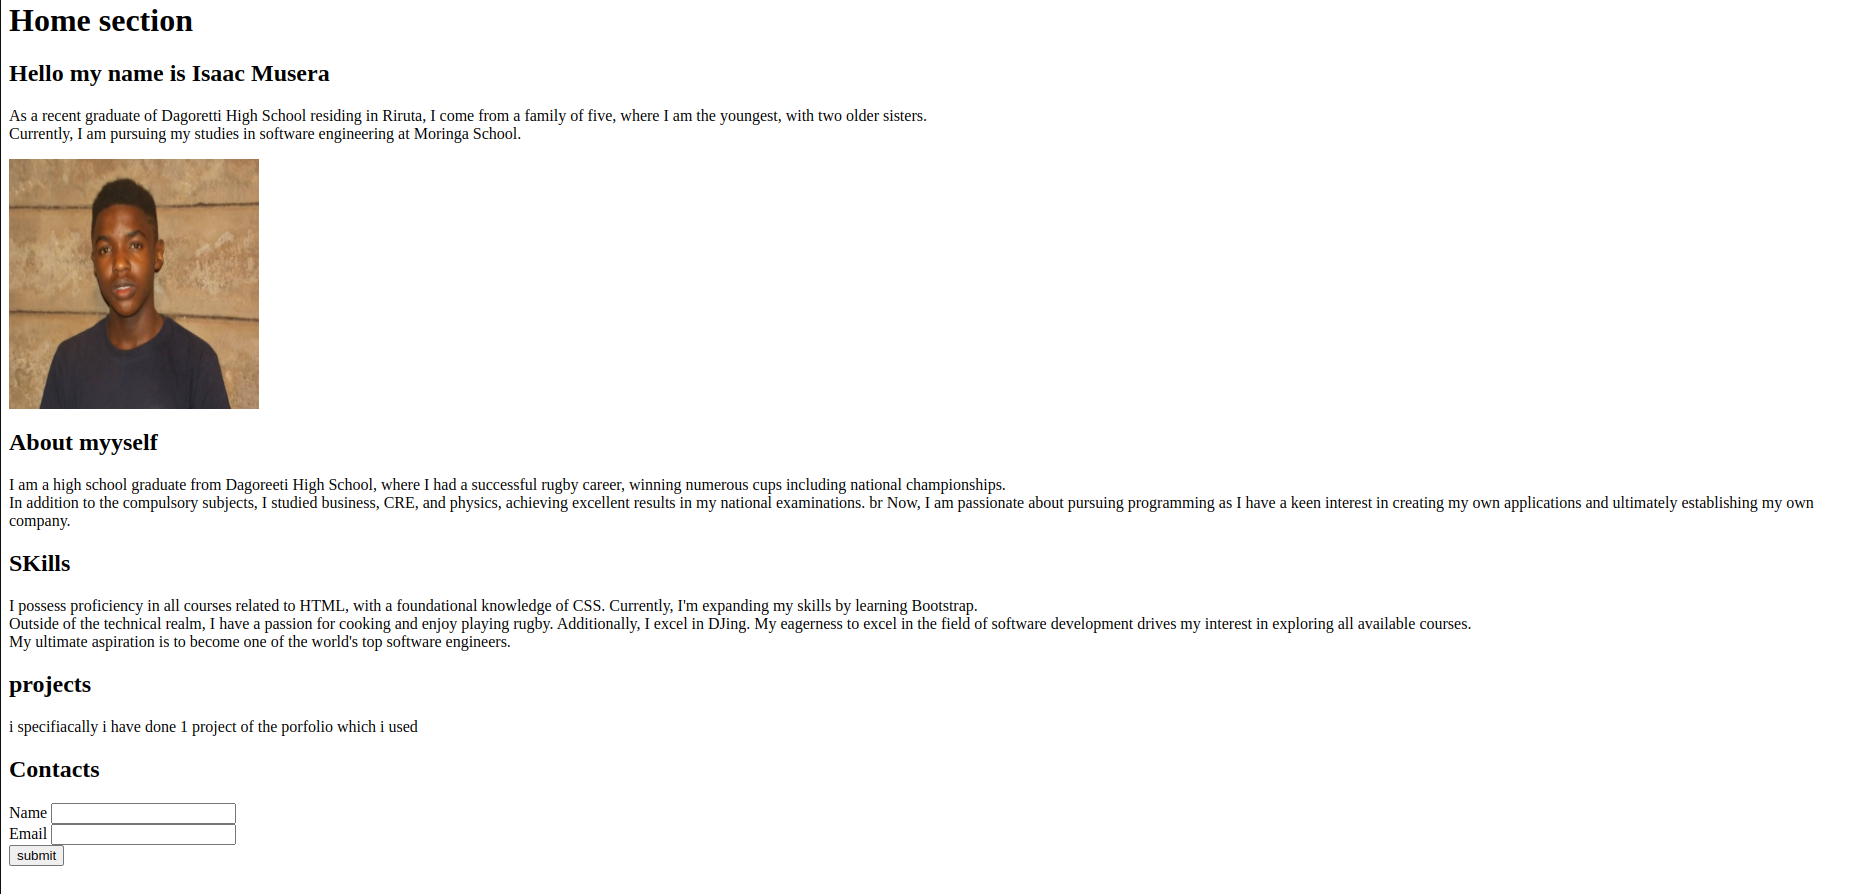 Home section
Hello my name is Isaac Musera
As a recent graduate of Dagoretti High School residing in Riruta, I come from a family of five, where I am the youngest, with two older sisters.
Currently, I am pursuing my studies in software engineering at Moringa School.
About myyself
I am a high school graduate from Dagoreeti High School, where I had a successful rugby career, winning numerous cups including national championships.
In addition to the compulsory subjects, I studied business, CRE, and physics, achieving excellent results in my national examinations. br Now, I am passionate about pursuing programming as I have a keen interest in creating my own applications and ultimately establishing my own
company.
SKills
I possess proficiency in all courses related to HTML, with a foundational knowledge of CSS. Currently, I'm expanding my skills by learning Bootstrap.
Outside of the technical realm, I have a passion for cooking and enjoy playing rugby. Additionally, I excel in DJing. My eagerness to excel in the field of software development drives my interest in exploring all available courses.
My ultimate aspiration is to become one of the world's top software engineers.
projects
i specifiacally i have done 1 project of the porfolio which i used
Contacts
Name
Email
submit